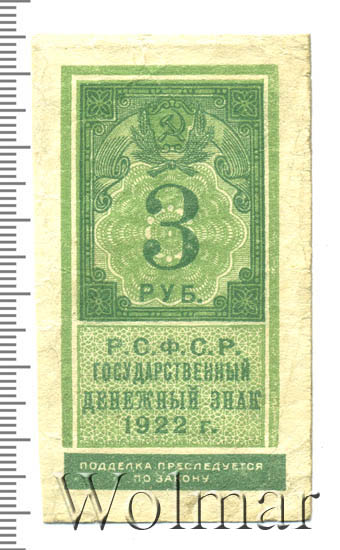 3
РУБ.
Р.С.Ф.С.Р.
ГОСУДАРСТВЕННЫЙ
ДЕНЕЖНЫЙ ЗНАК
1922 г.
ПОДДЕЛКА ПРЕСЛЕДУЕТСЯ
ПО ЗАКОНУ.
Wolmar